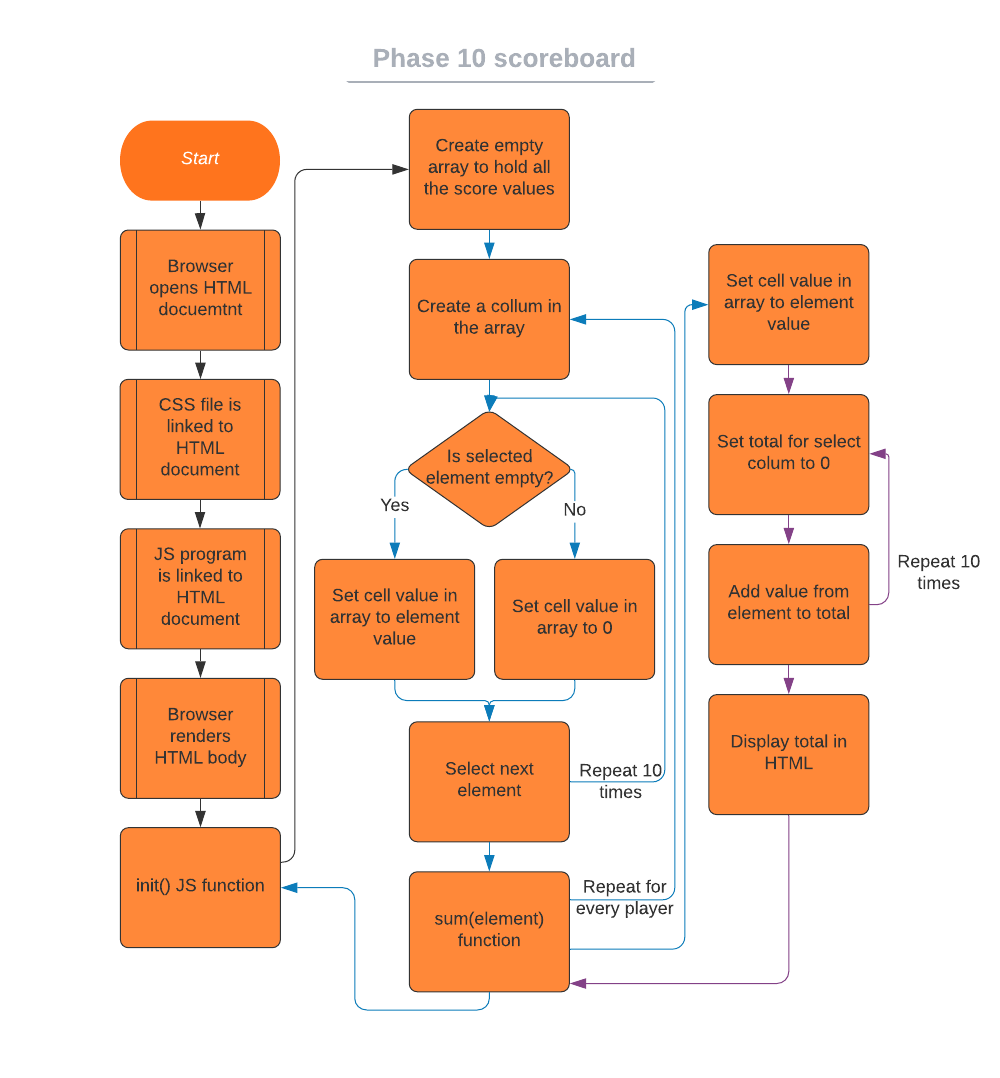 Phase 10 scoreboard
Start
Browser
opens HTML
docuemtnt
CSS file is
linked to
HTML
document
JS program
is linked to
HTML
document
Browser
renders
HTML body
init() JS function
Create empty
array to hold all
the score values
Create a collum in
the array
Is selected
element empty?
Yes
No
Set cell value in
array to element
value
Set cell value in
array to 0
Select next
element
Repeat 10
times
sum(element)
function
Repeat for
every player
Set cell value in
array to element
value
Set total for select
colum to 0
Add value from
element to total
Repeat 10
times
Display total in
HTML